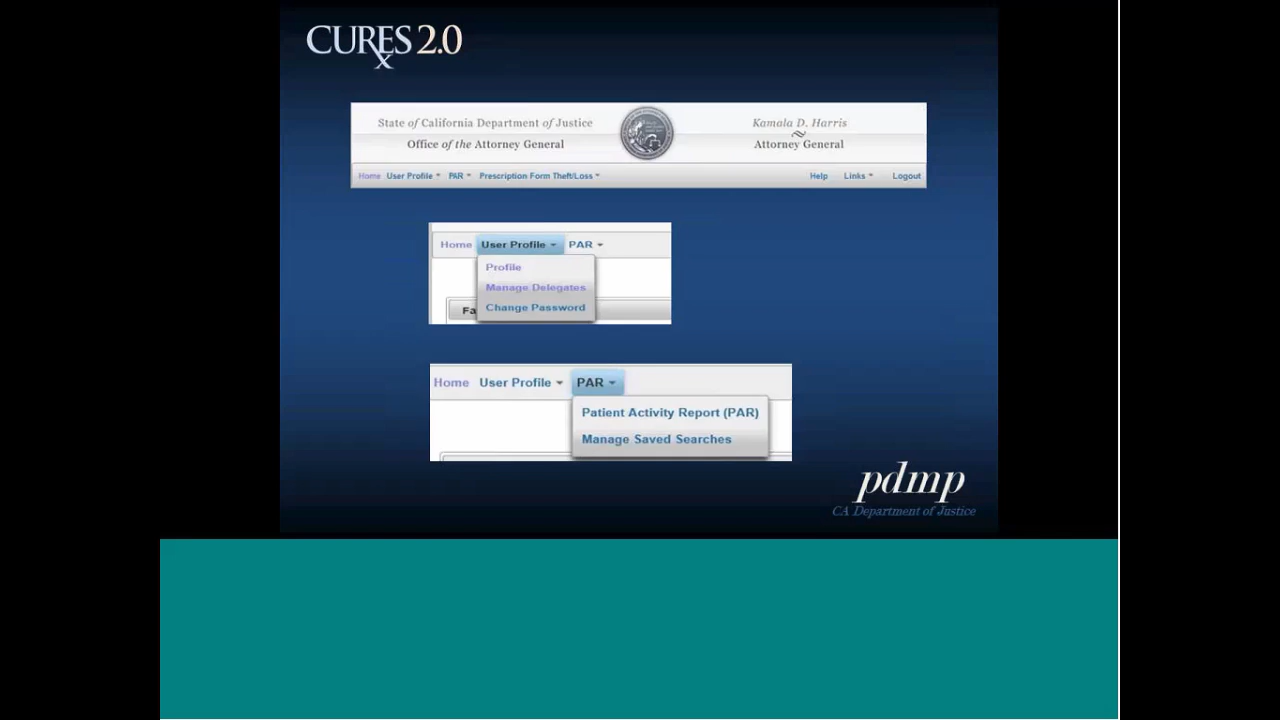 CURES 2.0
State of California Department of Justice
Office of the Attorney General
Kamala D. Harris
Attorney General
Home User Profile PAR Prescription Form Theft/Loss Help Links Logout
Home User Profile PAR
Profile
Manage Delegates
Change Password
Fa
Home User Profile PAR
Patient Activity Report (PAR)
Manage Saved Searches
pdmp
CA Department of Justice